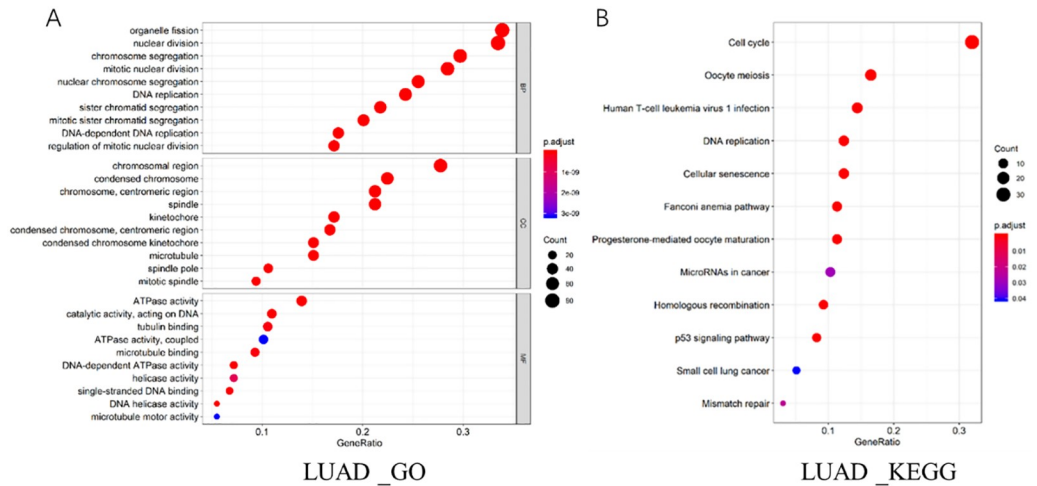 A
organelle fission
nuclear division
chromosome segregation
mitotic nuclear division
nuclear chromosome segregation
DNA replication
sister chromatid segregation
mitotic sister chromatid segregation
DNA-dependent DNA replication
regulation of mitotic nuclear division
BP
chromosomal region
condensed chromosome
chromosome, centromeric region
spindle
kinetochore
condensed chromosome, centromeric region
condensed chromosome kinetochore
microtubule
spindle pole
mitotic spindle
CC
ATPase activity
catalytic activity, acting on DNA
tubulin binding
ATPase activity, coupled
microtubule binding
DNA-dependent ATPase activity
helicase activity
single-stranded DNA binding
DNA helicase activity
microtubule motor activity
MF
0.1 0.2 0.3
GeneRatio
p.adjust
1e-09
2e-09
3e-09
Count
20
40
60
80
LUAD _GO
B
Cell cycle
Oocyte meiosis
Human T-cell leukemia virus 1 infection
DNA replication
Cellular senescence
Fanconi anemia pathway
Progesterone-mediated oocyte maturation
MicroRNAs in cancer
Homologous recombination
p53 signaling pathway
Small cell lung cancer
Mismatch repair
0.1 0.2 0.3
GeneRatio
Count
10
20
30
p.adjust
0.01
0.02
0.03
0.04
LUAD _KEGG